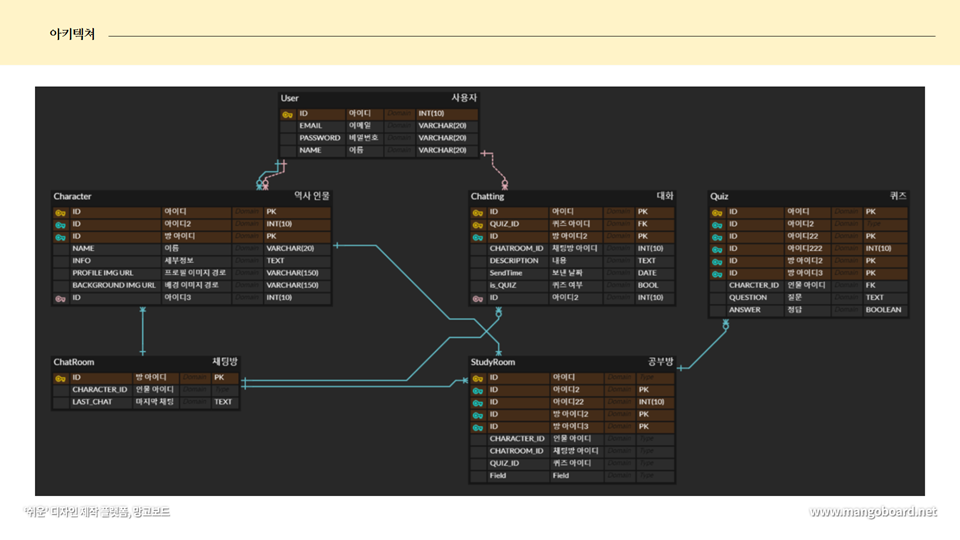 아키텍쳐
User 사용자
ID 아이디 Domain INT(10)
EMAIL 이메일 Domain VARCHAR(20)
PASSWORD 비밀번호 Domain VARCHAR(20)
NAME 이름 Domain VARCHAR(20)
Character 역사 인물
ID 아이디 Domain PK
ID 아이디2 Domain INT(10)
ID 방 아이디 Domain PK
NAME 이름 Domain VARCHAR(20)
INFO 세부정보 Domain TEXT
PROFILE IMG URL 프로필 이미지 경로 Domain VARCHAR(150)
BACKGROUND IMG URL 배경 이미지 경로 Domain VARCHAR(150)
ID 아이디3 Domain INT(10)
Chatting 대화
ID 아이디 Domain PK
QUIZ_ID 퀴즈 아이디 Domain FK
ID 방 아이디2 Domain PK
CHATROOM_ID 채팅방 아이디 Domain INT(10)
DESCRIPTION 내용 Domain TEXT
SendTime 보낸 날짜 Domain DATE
is_QUIZ 퀴즈 여부 Domain BOOL
ID 아이디2 Domain INT(10)
Quiz 퀴즈
ID 아이디 Domain PK
ID 아이디2 Domain Type
ID 아이디22 Domain PK
ID 아이디222 Domain INT(10)
ID 방 아이디2 Domain PK
ID 방 아이디3 Domain PK
CHARCTER_ID 인물 아이디 Domain FK
QUESTION 질문 Domain TEXT
ANSWER 정답 Domain BOOLEAN
ChatRoom 채팅방
ID 방 아이디 Domain PK
CHARACTER_ID 인물 아이디 Domain
LAST_CHAT 마지막 채팅 Domain TEXT
StudyRoom 공부방
ID 아이디 Domain Type
ID 아이디2 Domain PK
ID 아이디22 Domain INT(10)
ID 방 아이디2 Domain PK
ID 방 아이디3 Domain PK
CHARACTER_ID 인물 아이디 Domain Type
CHATROOM_ID 채팅방 아이디 Domain Type
QUIZ_ID 퀴즈 아이디 Domain Type
Field Field Domain Type
'쉬운' 디자인 제작 플랫폼, 망고보드
www.mangoboard.net